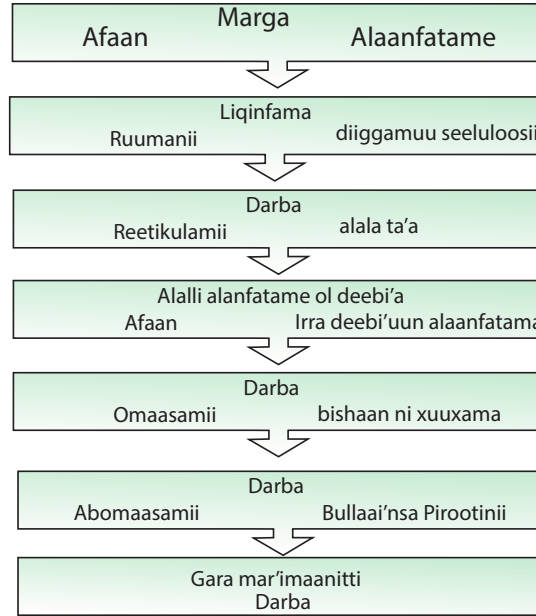 Marga
Afaan Alaanfatame
Liqinfama
Ruumanii diiggamuu seeluloosii
Darba
Reetikulamii alala ta'a
Alalli alanfatame ol deebi'a
Afaan Irra deebi'uun alaanfatama
Darba
Omaasamii bishaan ni xuuxama
Darba
Abomaasamii Bullaai'nsa Pirootinii
Gara mar'imaanitti
Darba